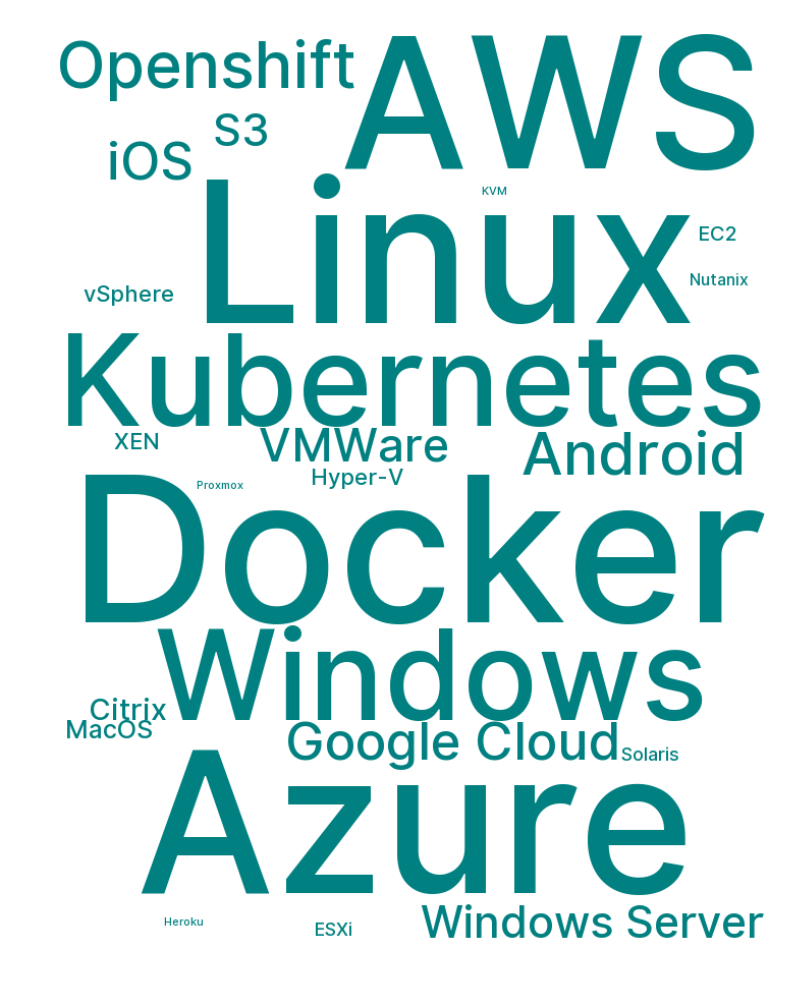 Openshift
AWS
S3
iOS
Linux
KVM
EC2
Nutanix
vSphere
Kubernetes
XEN
VMWare
Android
Hyper-V
Proxmox
Docker
Windows
Citrix
MacOS
Google Cloud
Solaris
Azure
Heroku
ESXi
Windows Server